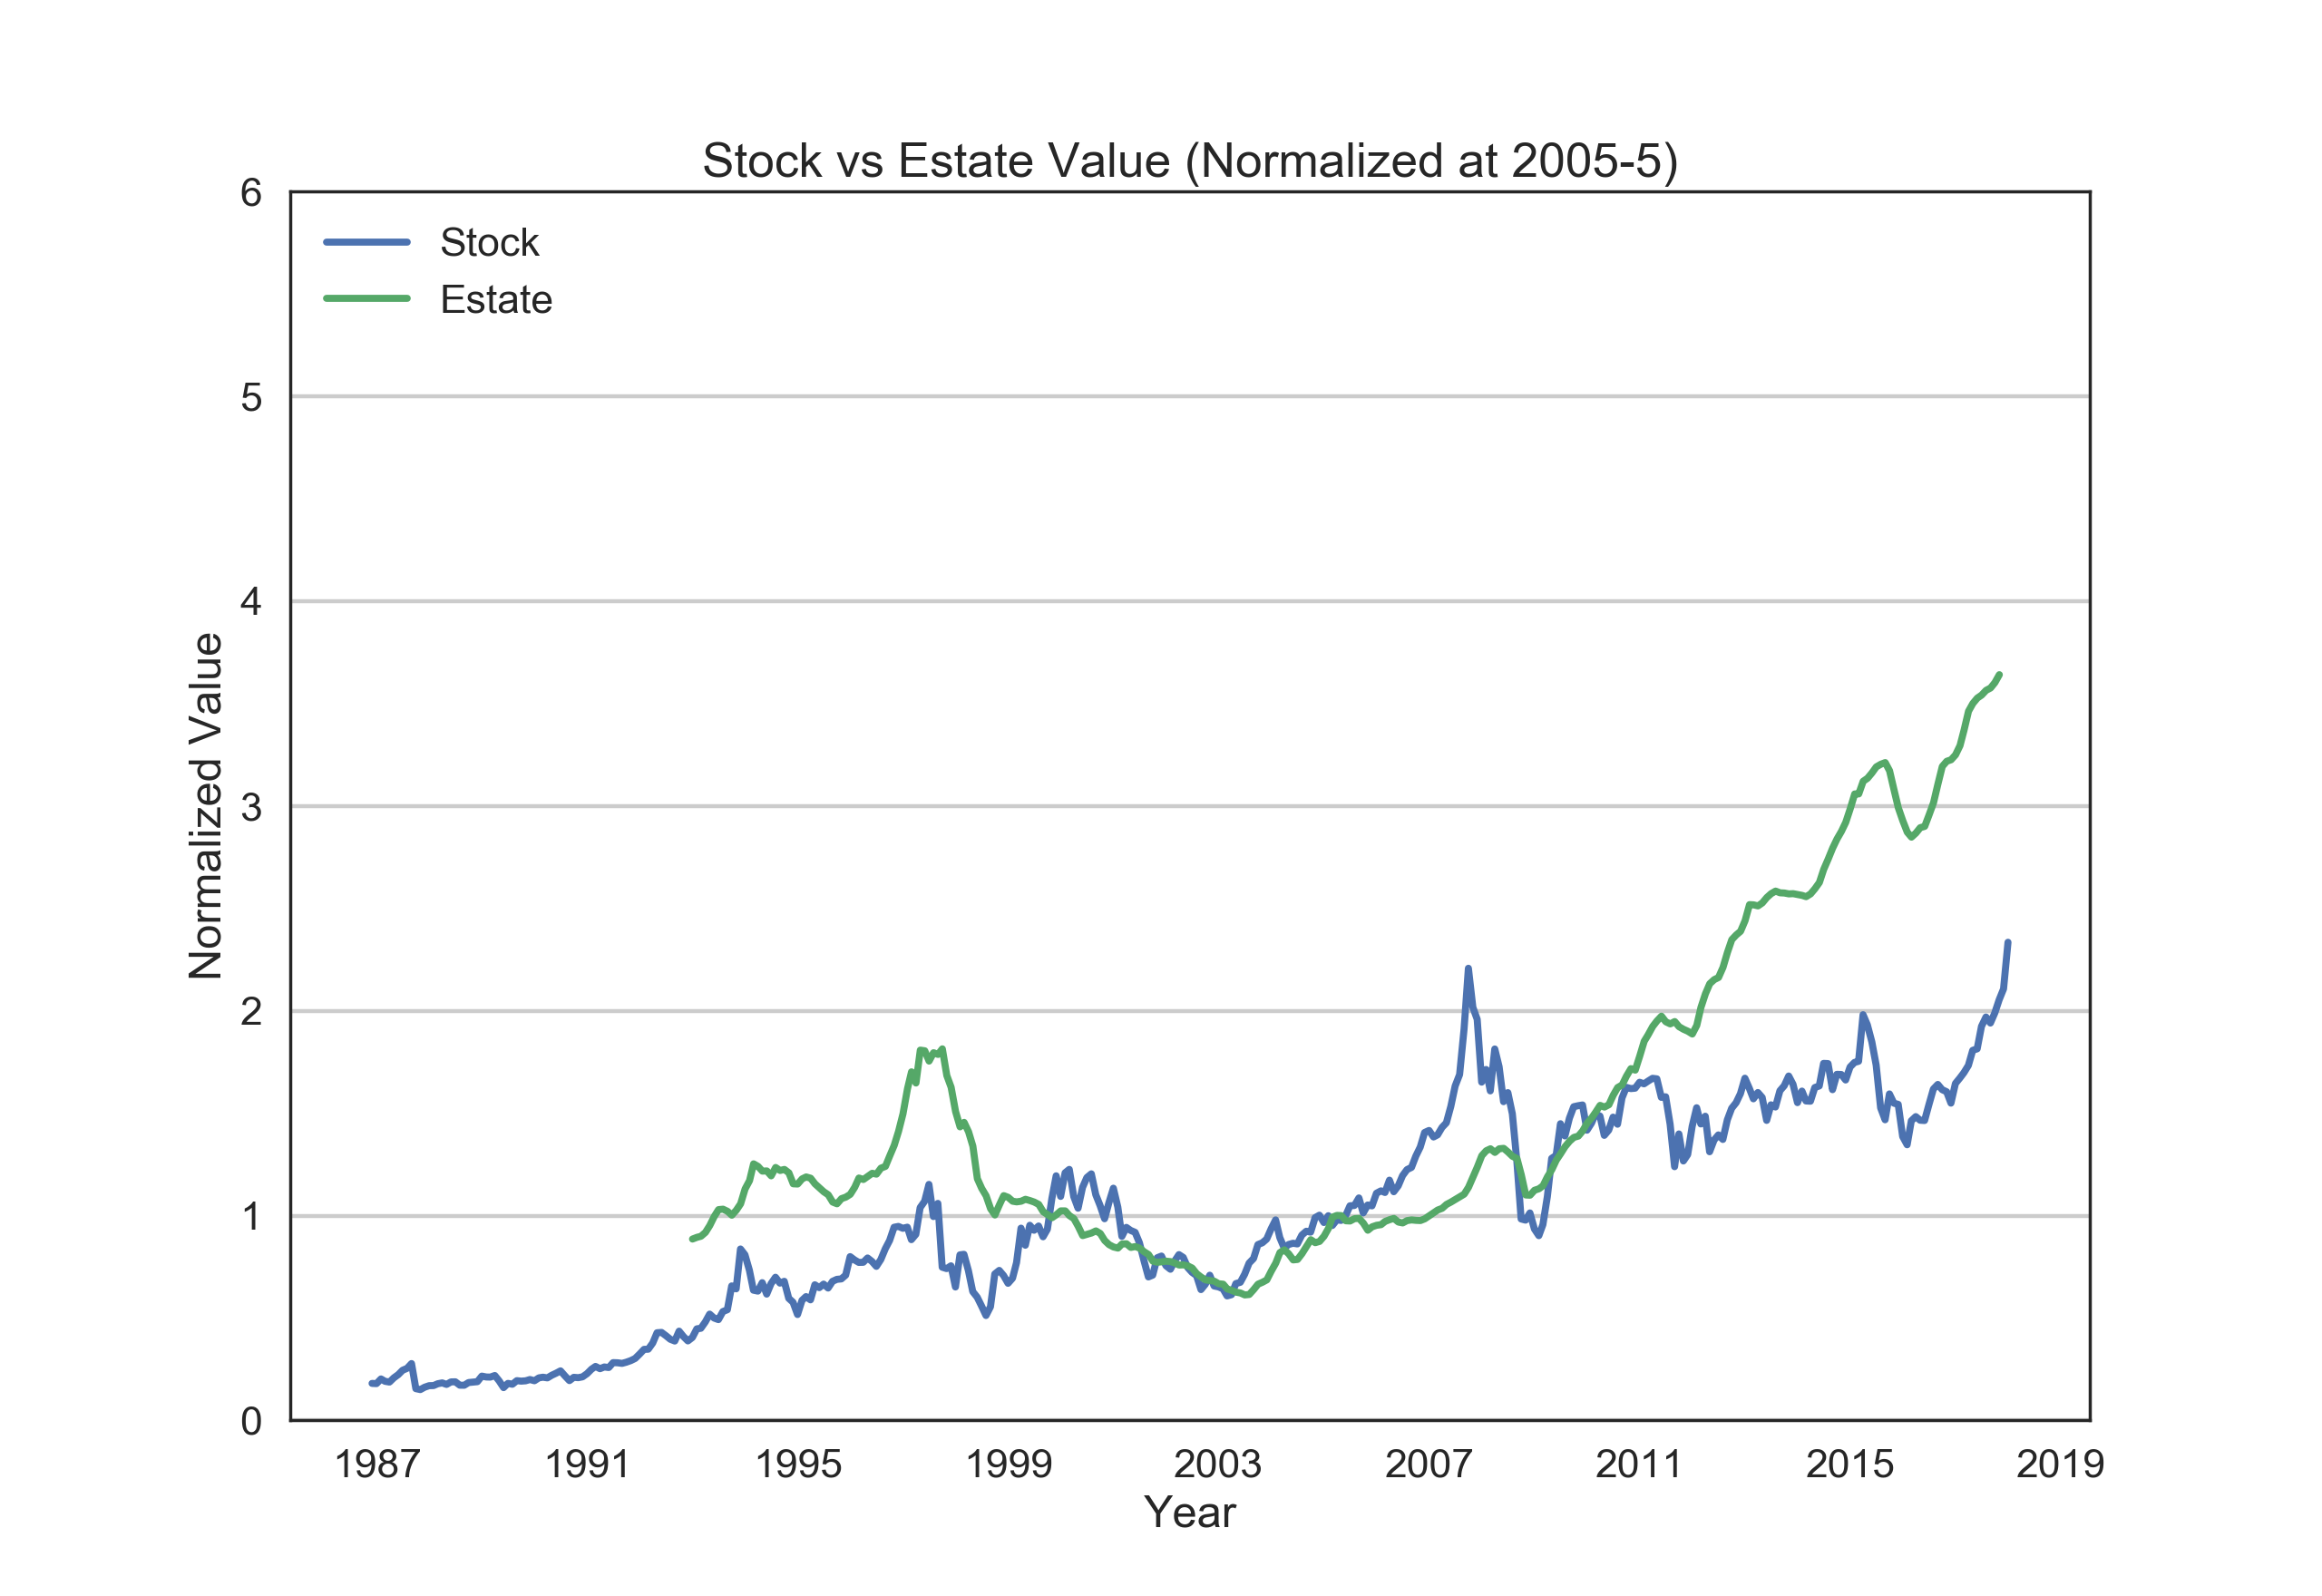 Stock vs Estate Value (Normalized at 2005-5)
6
Stock
Estate
5
4
3
2
1
0
Normalized Value
1987 1991 1995 1999 2003 2007 2011 2015 2019
Year